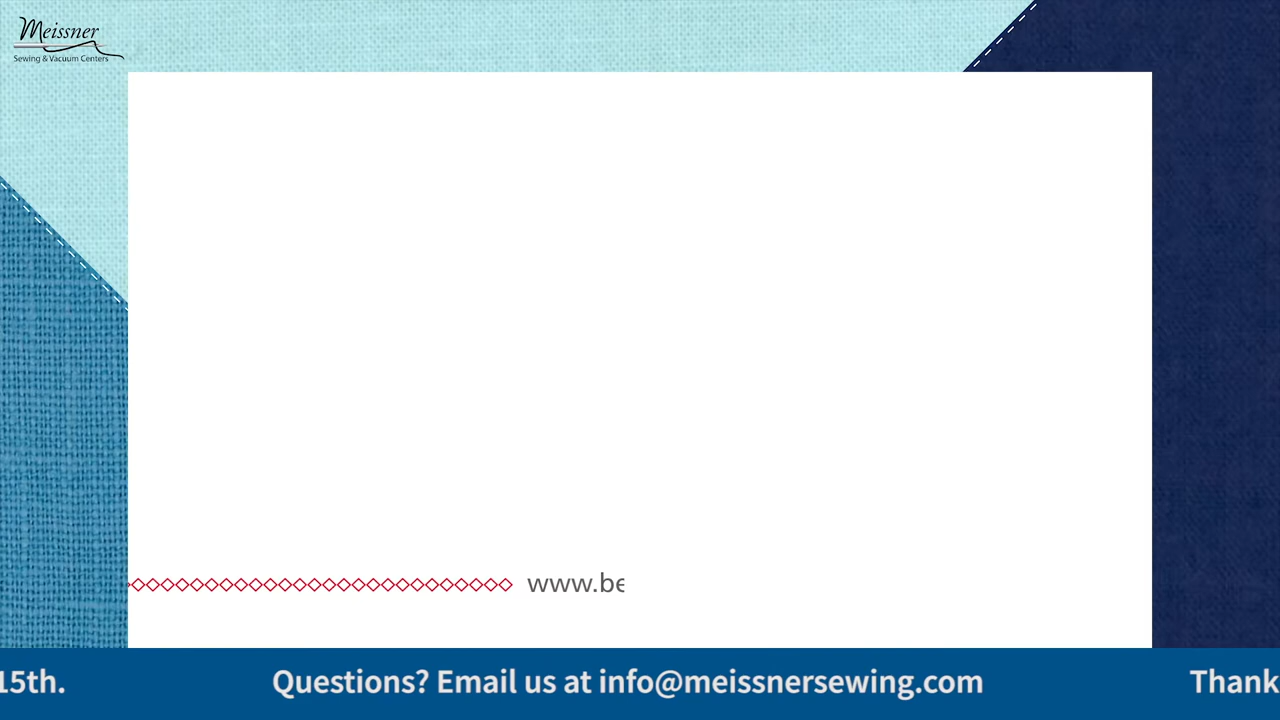 Meissner
Sewing & Vacuum Centers
www.be
15th. Questions? Email us at info@meissnersewing.com Thank